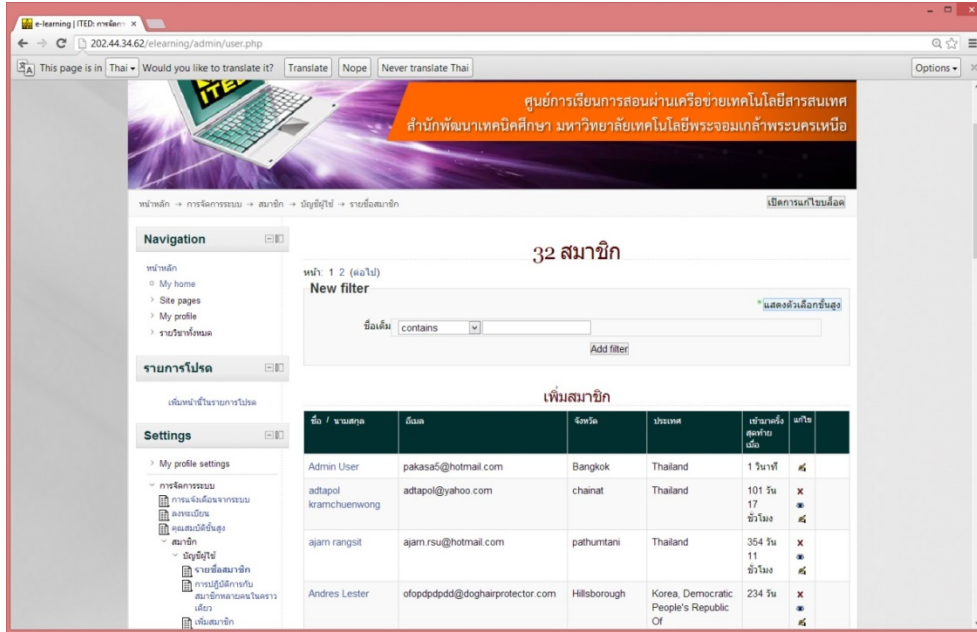 e-learning | ITED: การจัดการ
202.44.34.62/elearning/admin/user.php
This page is in Thai Would you like to translate it? Translate Nope Never translate Thai Options
ITED
ศูนย์การเรียนการสอนผ่านเครือข่ายเทคโนโลยีสารสนเทศ
สำนักพัฒนาเทคนิคศึกษา มหาวิทยาลัยเทคโนโลยีพระจอมเกล้าพระนครเหนือ
หน้าหลัก → การจัดการระบบ → สมาชิก → บัญชีผู้ใช้ → รายชื่อสมาชิก
เปิดการแก้ไขบล็อค
Navigation
หน้าหลัก
My home
Site pages
My profile
รายวิชาทั้งหมด
รายการโปรด
เพิ่มหน้านี้ในรายการโปรด
Settings
My profile settings
การจัดการระบบ
การแจ้งเตือนจากระบบ
ลงทะเบียน
คุณสมบัติขั้นสูง
สมาชิก
บัญชีผู้ใช้
รายชื่อสมาชิก
การปฏิบัติการกับ
สมาชิกหลายคนในคราว
เดียว
เพิ่มสมาชิก
32 สมาชิก
หน้า: 1 2 (ต่อไป)
New filter
* แสดงตัวเลือกขั้นสูง
ชื่อเต็ม contains
Add filter
เพิ่มสมาชิก
ชื่อ / นามสกุล อีเมล จังหวัด ประเทศ เข้ามาครั้ง แก้ไข
สุดท้าย
เมื่อ
Admin User pakasa5@hotmail.com Bangkok Thailand 1 วินาที
adtapol adtapol@yahoo.com chainat Thailand 101 วัน
kramchuenwong 17
ชั่วโมง
ajarn rangsit ajarn.rsu@hotmail.com pathumtani Thailand 354 วัน
11
ชั่วโมง
Andres Lester ofopdpdpdd@doghairprotector.com Hillsborough Korea, Democratic 234 วัน
People's Republic
Of